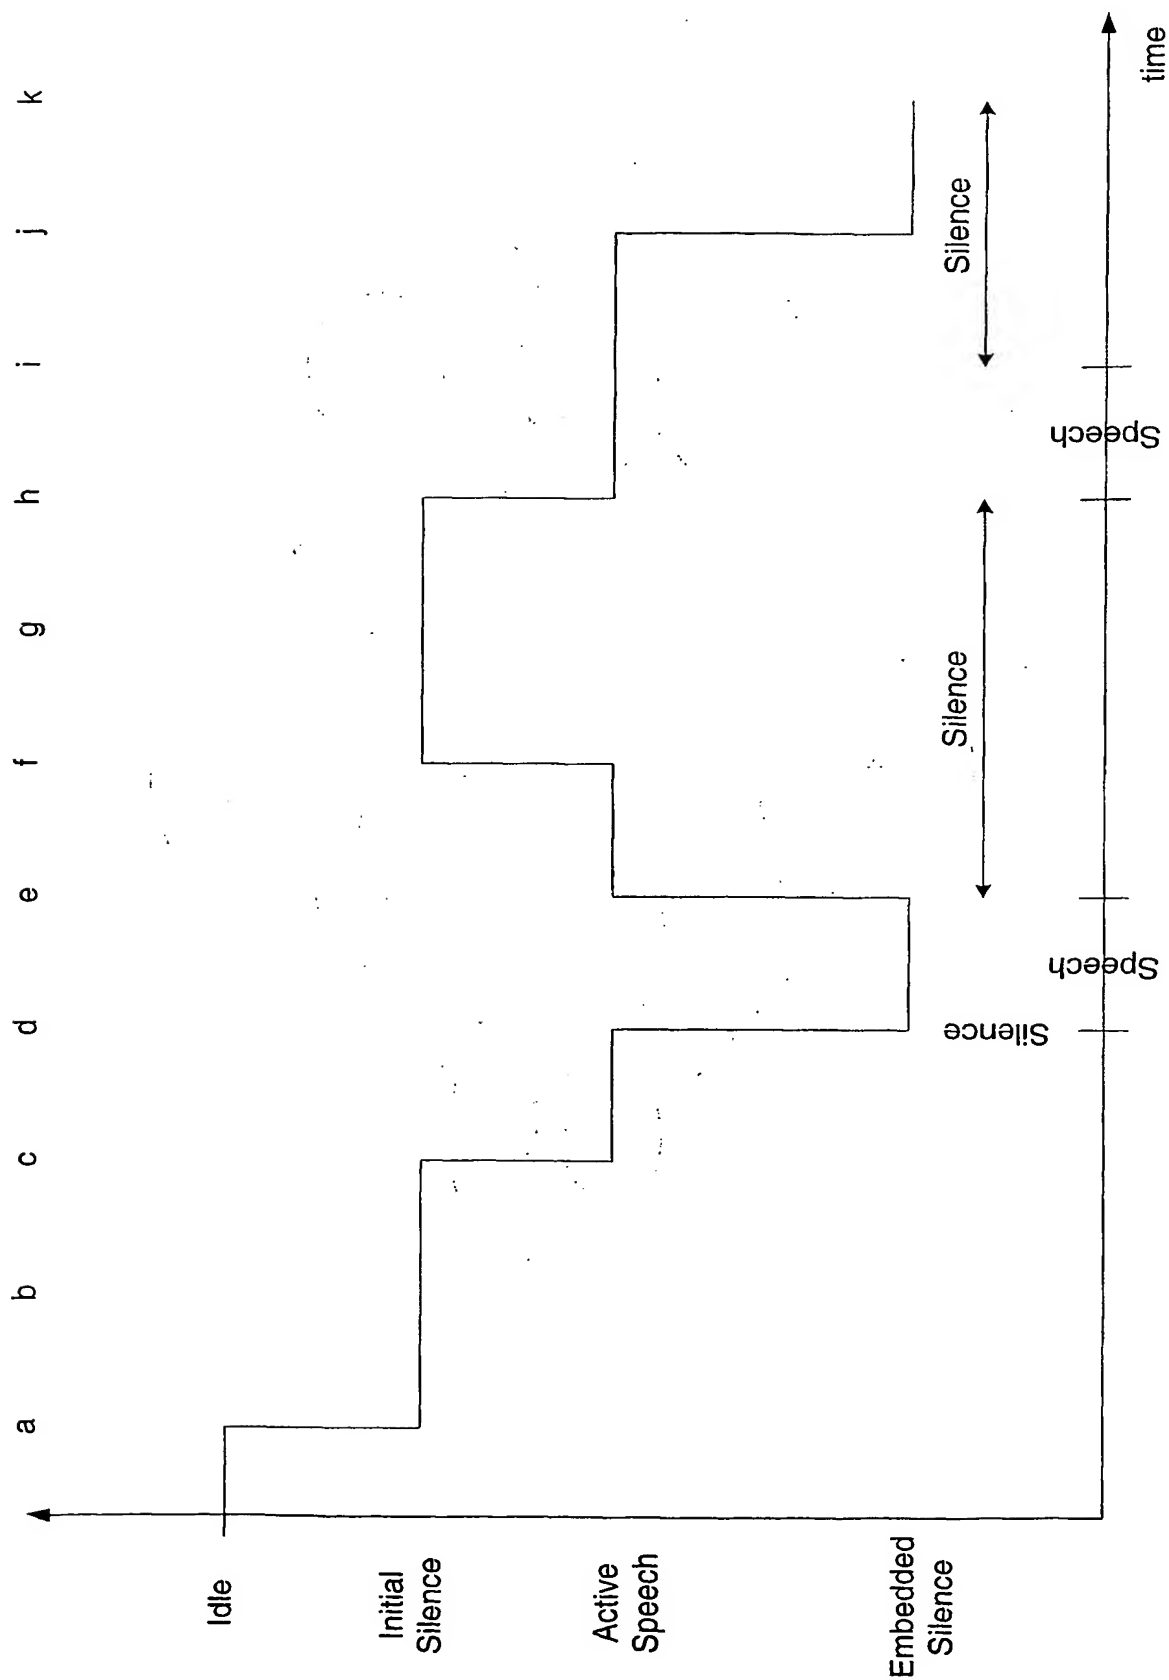 a b c d e f g h i j k
Idle
Initial
Silence
Active
Speech
Embedded
Silence
Silence
Silence
Silence
Speech
Speech
time